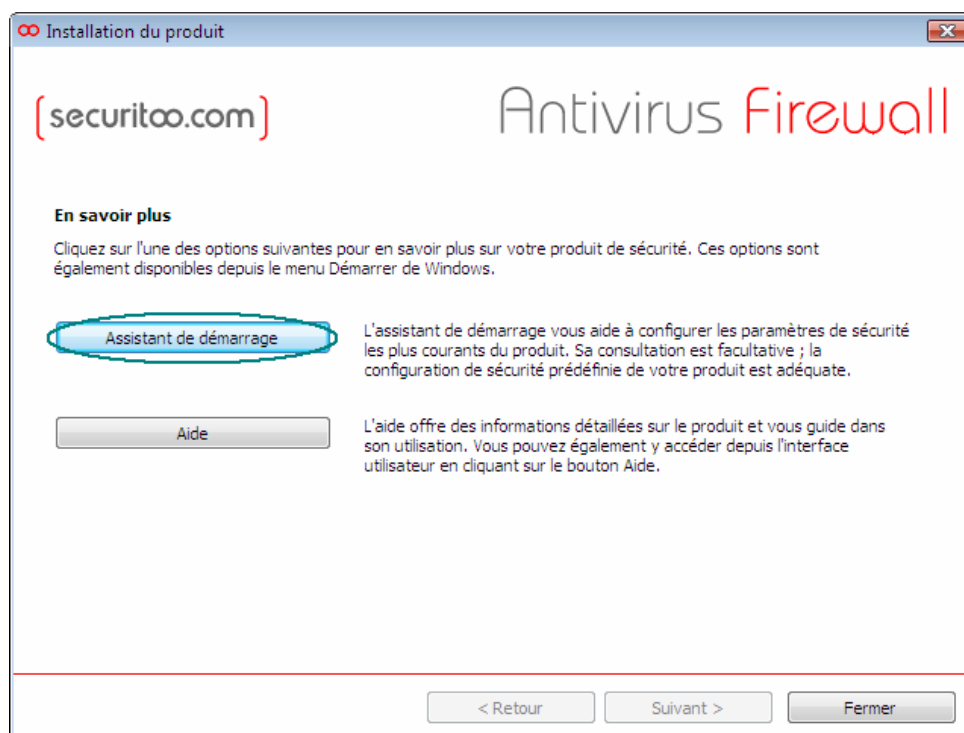 Installation du produit
[securitoo.com]
Antivirus Firewall
En savoir plus
Cliquez sur l'une des options suivantes pour en savoir plus sur votre produit de sécurité. Ces options sont
également disponibles depuis le menu Démarrer de Windows.
Assistant de démarrage
L'assistant de démarrage vous aide à configurer les paramètres de sécurité
les plus courants du produit. Sa consultation est facultative ; la
configuration de sécurité prédéfinie de votre produit est adéquate.
Aide
L'aide offre des informations détaillées sur le produit et vous guide dans
son utilisation. Vous pouvez également y accéder depuis l'interface
utilisateur en cliquant sur le bouton Aide.
< Retour
Suivant >
Fermer